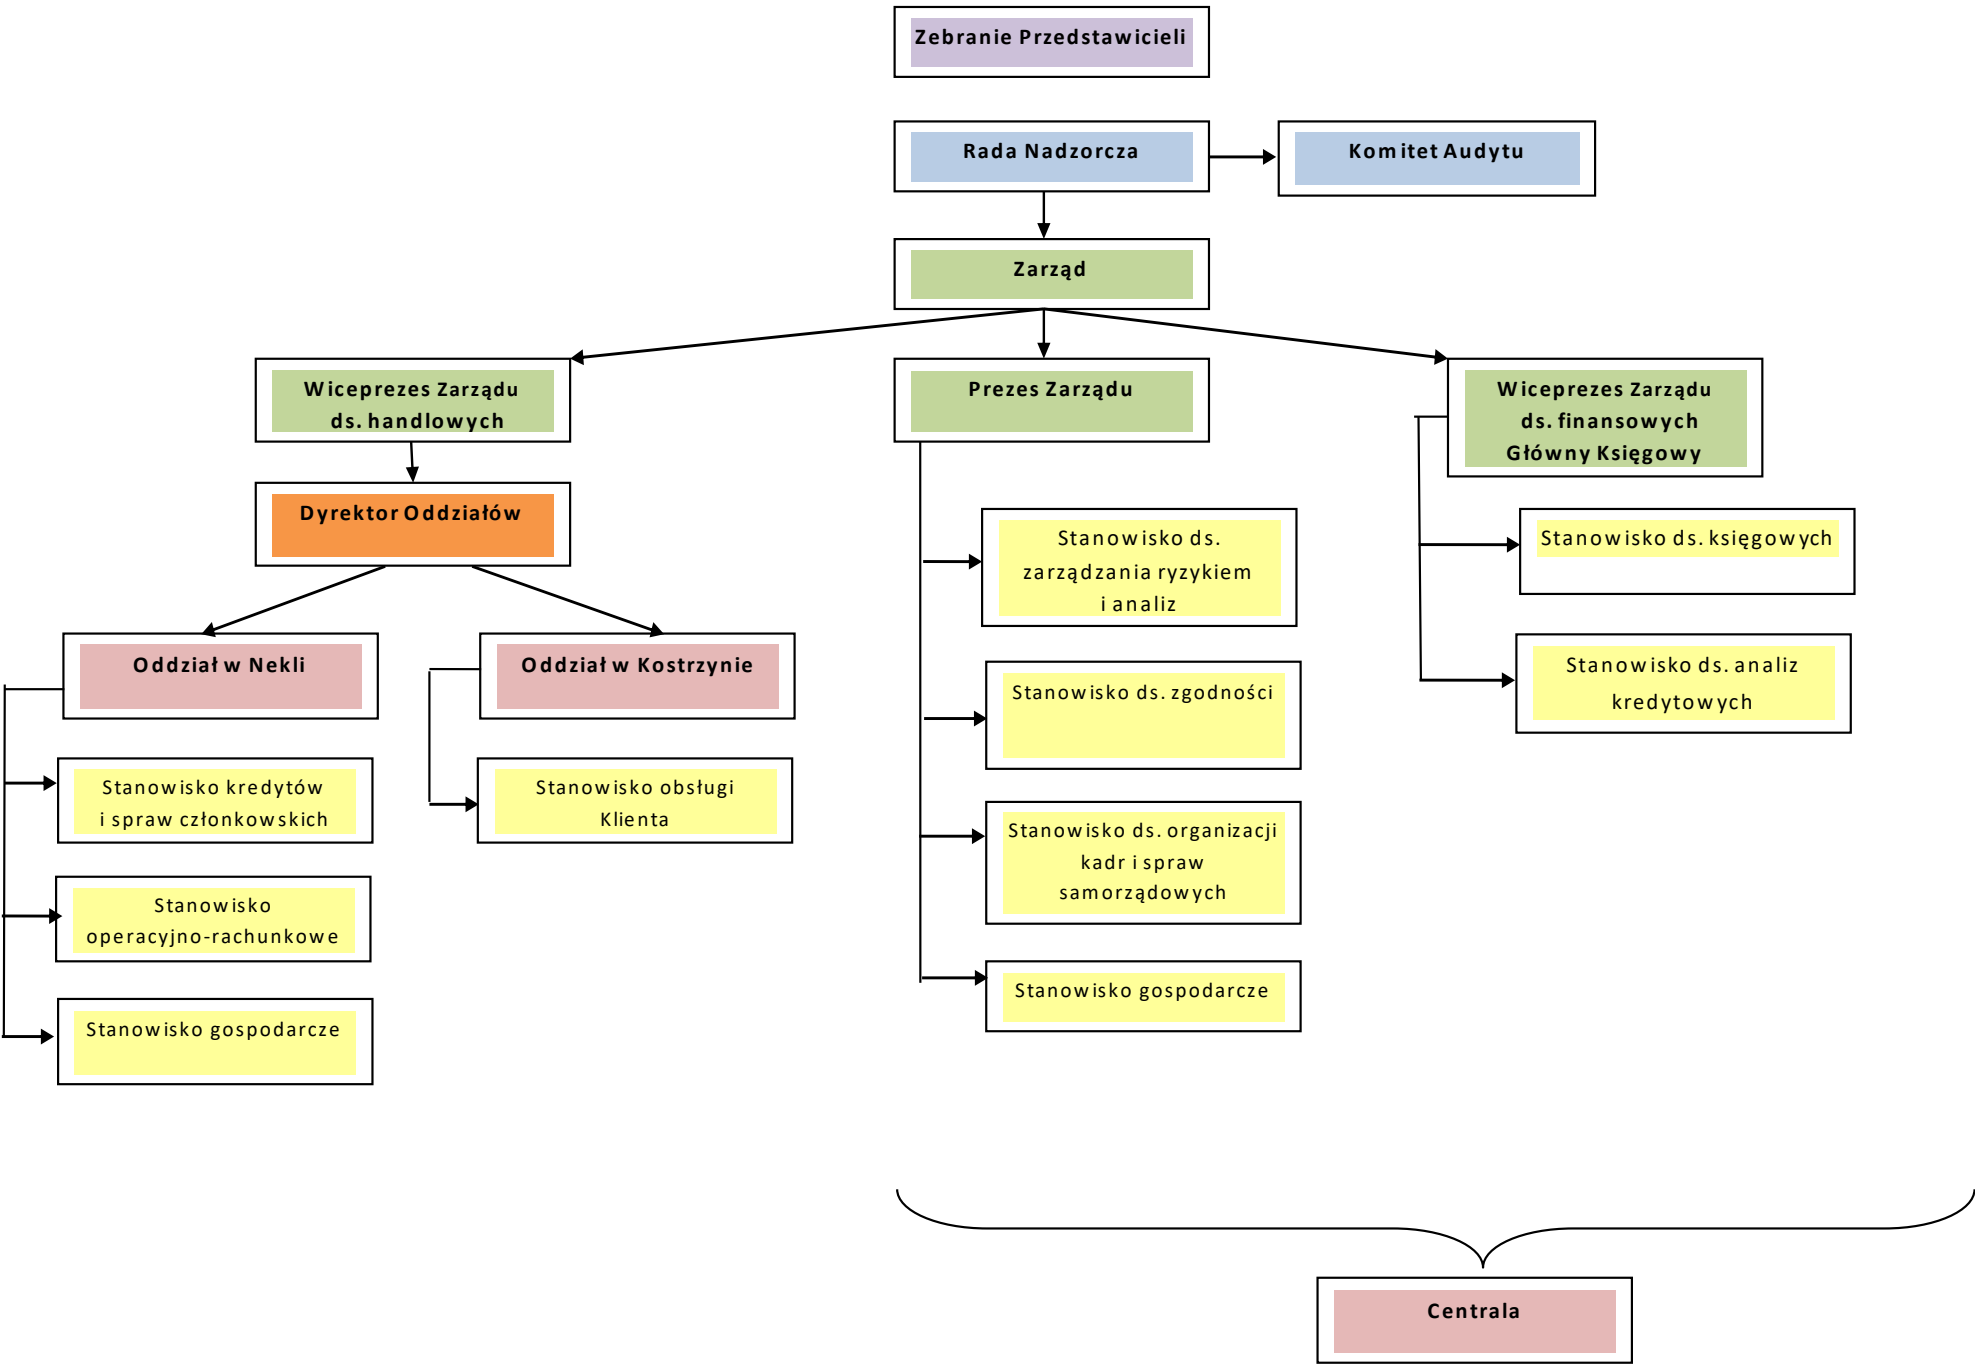 Zebranie Przedstawicieli
Rada Nadzorcza
Komitet Audytu
Zarząd
Wiceprezes Zarządu
ds. handlowych
Prezes Zarządu
Wiceprezes Zarządu
ds. finansowych
Główny Księgowy
Dyrektor Oddziałów
Stanowisko ds.
zarządzania ryzykiem
i analiz
Stanowisko ds. księgowych
Oddział w Nekli
Oddział w Kostrzynie
Stanowisko ds. zgodności
Stanowisko ds. analiz
kredytowych
Stanowisko kredytów
i spraw członkowskich
Stanowisko obsługi
Klienta
Stanowisko ds. organizacji
kadr i spraw
samorządowych
Stanowisko
operacyjno-rachunkowe
Stanowisko gospodarcze
Stanowisko gospodarcze
Centrala